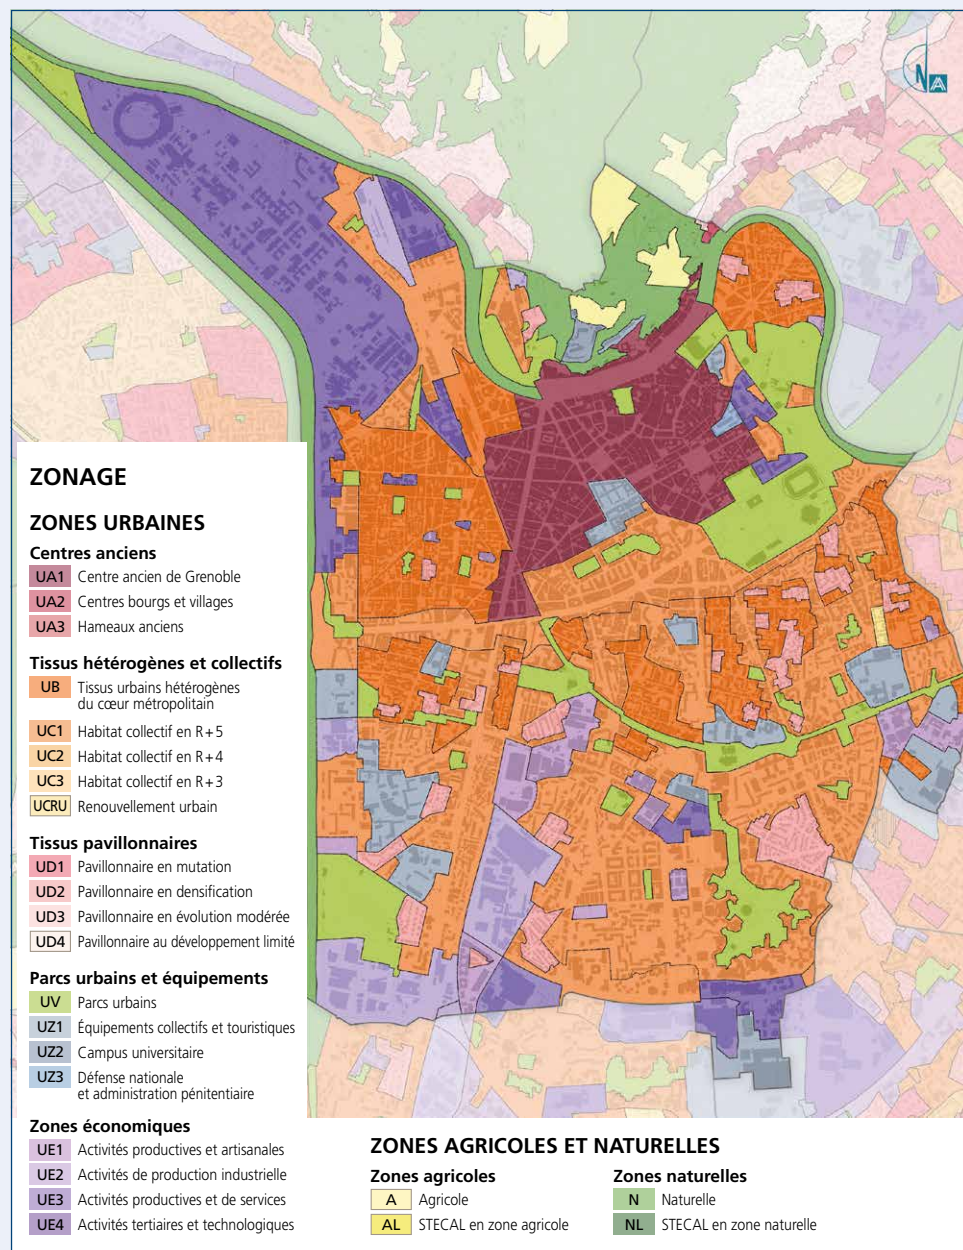 N
ZONAGE
ZONES URBAINES
Centres anciens
UA1 Centre ancien de Grenoble
UA2 Centres bourgs et villages
UA3 Hameaux anciens
Tissus hétérogènes et collectifs
UB Tissus urbains hétérogènes
du cœur métropolitain
UC1 Habitat collectif en R+5
UC2 Habitat collectif en R+4
UC3 Habitat collectif en R+3
UCRU Renouvellement urbain
Tissus pavillonnaires
UD1 Pavillonnaire en mutation
UD2 Pavillonnaire en densification
UD3 Pavillonnaire en évolution modérée
UD4 Pavillonnaire au développement limité
Parcs urbains et équipements
UV Parcs urbains
UZ1 Équipements collectifs et touristiques
UZ2 Campus universitaire
UZ3 Défense nationale
et administration pénitentiaire
Zones économiques
UE1 Activités productives et artisanales
UE2 Activités de production industrielle
UE3 Activités productives et de services
UE4 Activités tertiaires et technologiques
ZONES AGRICOLES ET NATURELLES
Zones agricoles
A Agricole
AL STECAL en zone agricole
Zones naturelles
N Naturelle
NL STECAL en zone naturelle